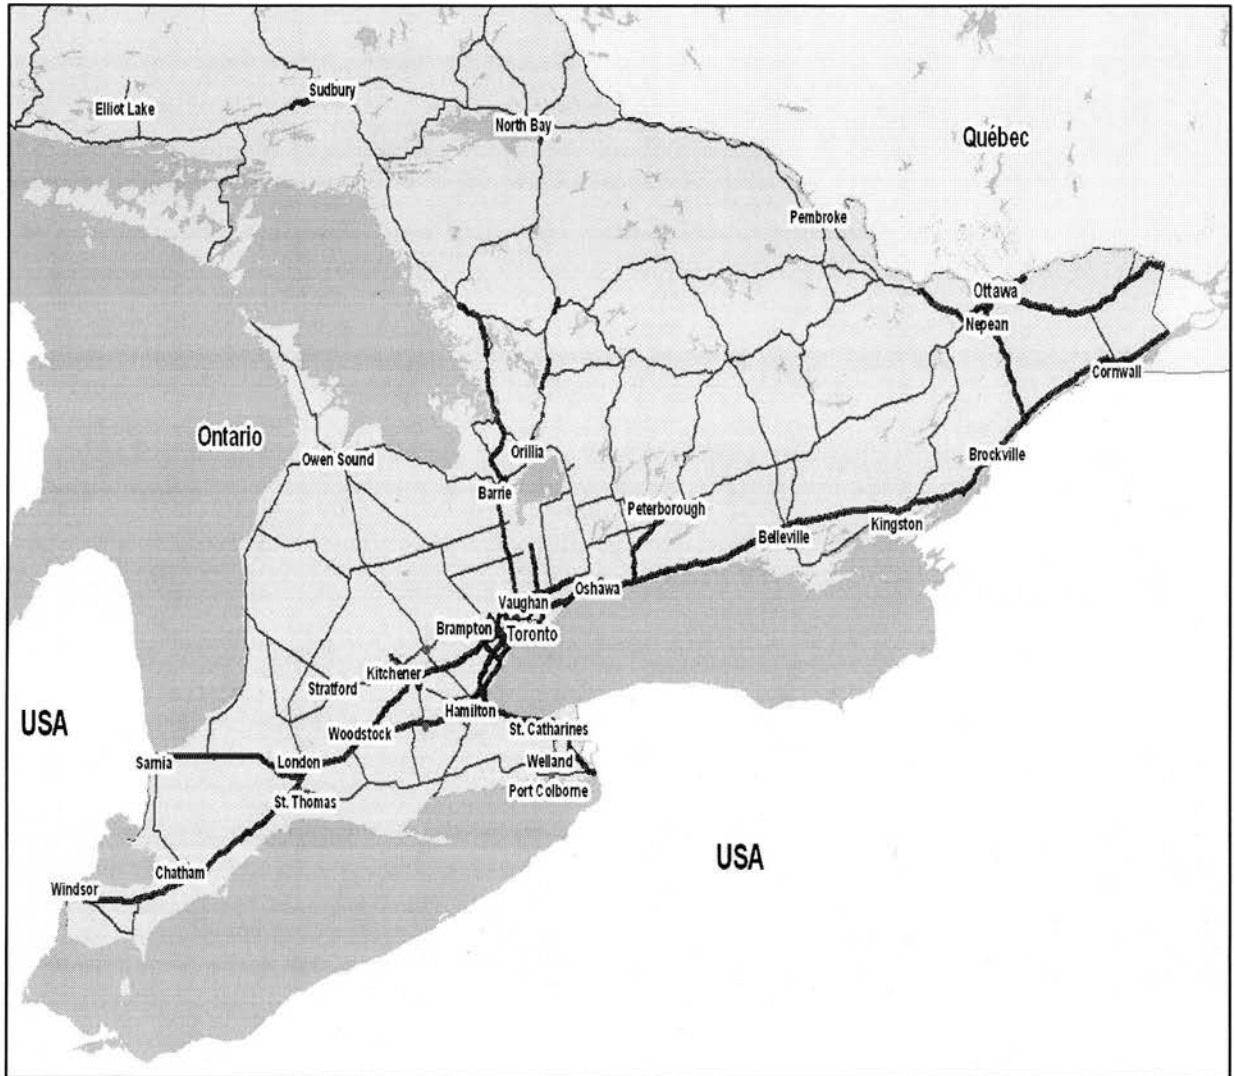 Sudbury
Elliot Lake
North Bay
Québec
Pembroke
Ottawa
Nepean
Cornwall
Ontario
Orillia
Owen Sound
Brockville
Barrie
Peterborough
Kingston
Belleville
Oshawa
Vaughan
Brampton
Toronto
Kitchener
Stratford
Hamilton
USA
St. Catharines
Woodstock
Sarnia
London
Welland
Port Colborne
St. Thomas
USA
Chatham
Windsor